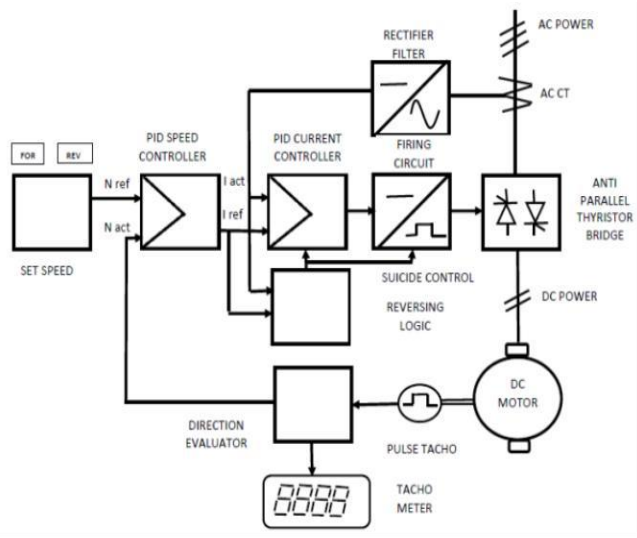 AC POWER
RECTIFIER
FILTER
AC CT
PID SPEED
CONTROLLER
PID CURRENT
CONTROLLER
FIRING
CIRCUIT
FOR
REV
N ref
I act
I ref
N act
ANTI
PARALLEL
THYRISTOR
BRIDGE
SET SPEED
SUICIDE CONTROL
REVERSING
LOGIC
DC POWER
DC
MOTOR
DIRECTION
EVALUATOR
PULSE TACHO
8888
TACHO
METER